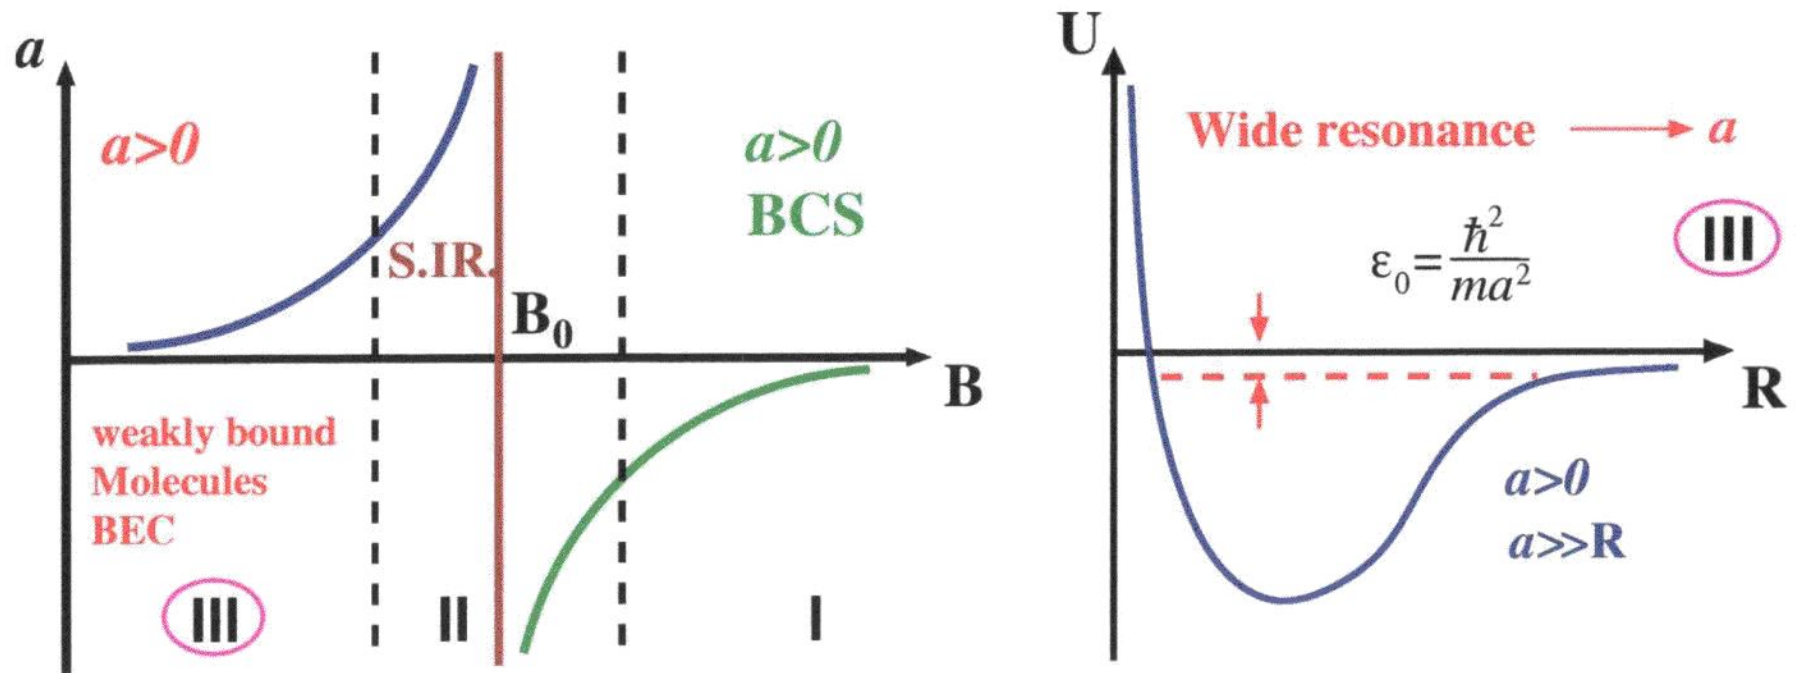 a
a>0
S.IR.
B₀
a>0
BCS
B
weakly bound
Molecules
BEC
III
II
I
U
Wide resonance → a
III
ε₀=ħ²/ma²
R
a>0
a>>R